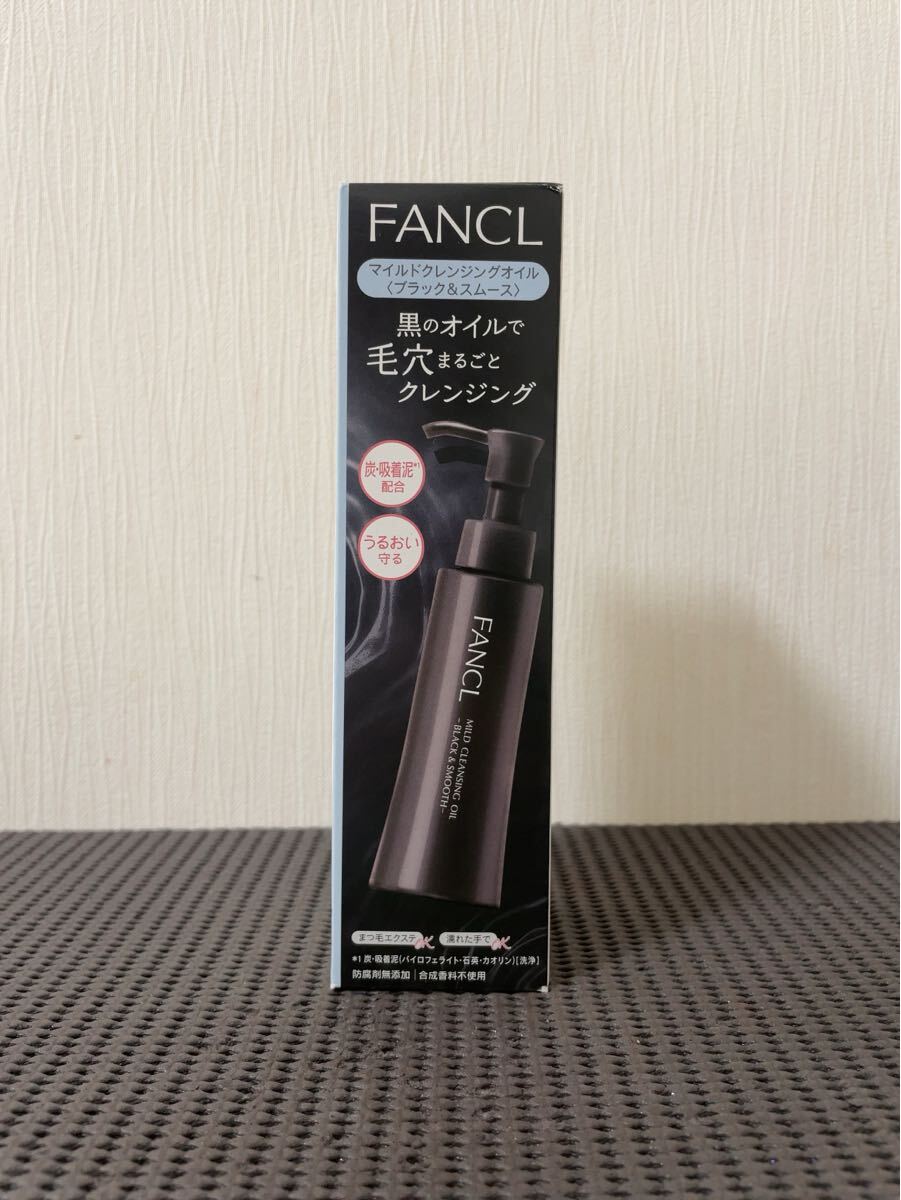 FANCL
マイルドクレンジングオイル
〈ブラック&スムース〉
黒のオイルで
毛穴まるごと
クレンジング
炭・吸着泥*1
配合
うるおい
守る
FANCL
MILD CLEANSING OIL
-BLACK & SMOOTH-
まつ毛エクステOK
濡れた手でOK
*1 炭・吸着泥(パイロフェライト・石英・カオリン)[洗浄]
防腐剤無添加|合成香料不使用